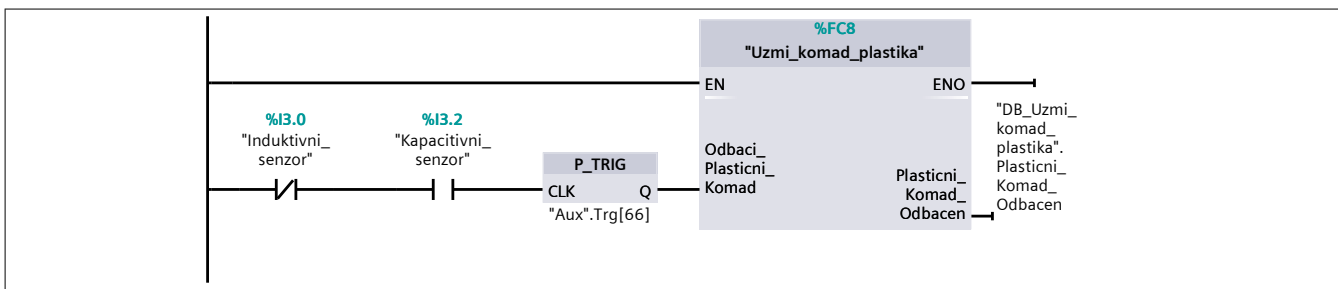 %FC8
"Uzmi_komad_plastika"
EN
ENO
%I3.0
"Induktivni_
senzor"
%I3.2
"Kapacitivni_
senzor"
P_TRIG
CLK
Q
"Aux".Trg[66]
Odbaci_
Plasticni_
Komad
Plasticni_
Komad_
Odbacen
"DB_Uzmi_
komad_
plastika".
Plasticni_
Komad_
Odbacen